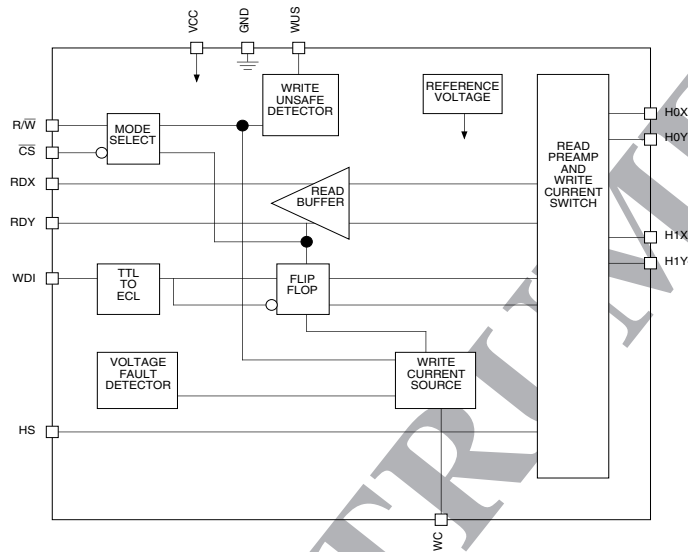 VCC
GND
WUS
WRITE
UNSAFE
DETECTOR
REFERENCE
VOLTAGE
R/W̅
C̅S̅
MODE
SELECT
READ
PREAMP
AND
WRITE
CURRENT
SWITCH
H0X
H0Y
RDX
RDY
READ
BUFFER
H1X
H1Y
WDI
TTL
TO
ECL
FLIP
FLOP
VOLTAGE
FAULT
DETECTOR
WRITE
CURRENT
SOURCE
HS
WC
TRUME